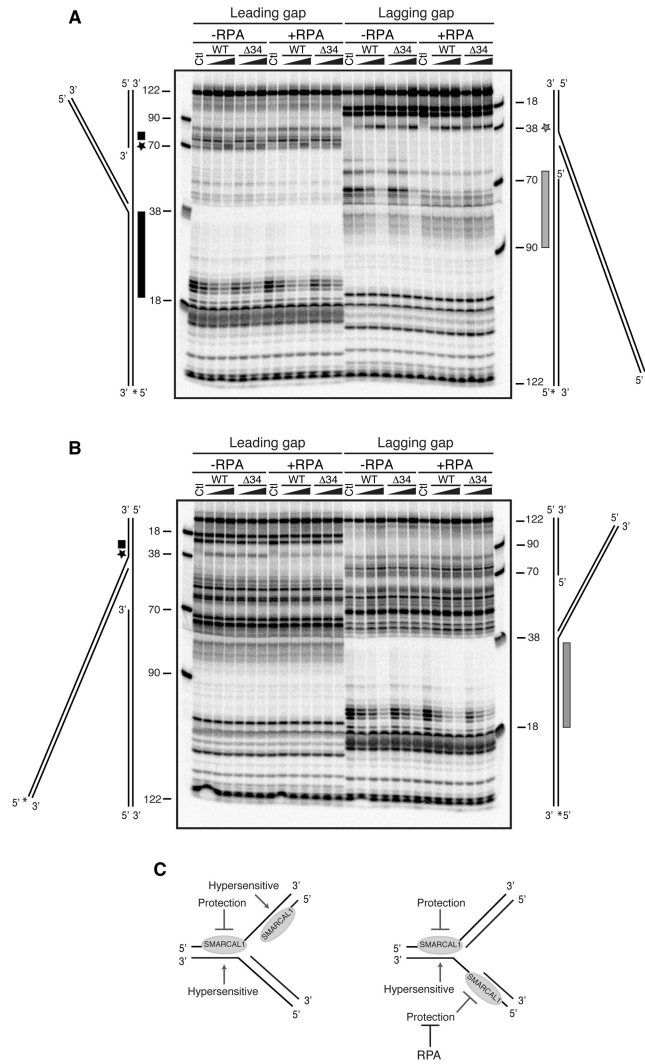 A
Leading gap Lagging gap
-RPA +RPA -RPA +RPA
Ctl WT Δ34 Ctl WT Δ34 Ctl WT Δ34 Ctl WT Δ34
5' 3' 3' 5'
5' 122 18
90
3' 70 38
70 5'
38
90
18
122
3' * 5' 5' * 3' 5'
3'
B
Leading gap Lagging gap
-RPA +RPA -RPA +RPA
Ctl WT Δ34 Ctl WT Δ34 Ctl WT Δ34 Ctl WT Δ34
3' 5' 3' 5'
122 3'
18 5'
90
38
70
5'
3' 70
38
90
18
5' * 3' 122
5' 3' 3' * 5'
C
Hypersensitive 3'
Protection 5'
SMARCAL1
SMARCAL1
5'
3'
Hypersensitive
3'
5'
3'
Protection 5'
SMARCAL1
5'
3'
Hypersensitive SMARCAL1
3'
Protection 5'
RPA